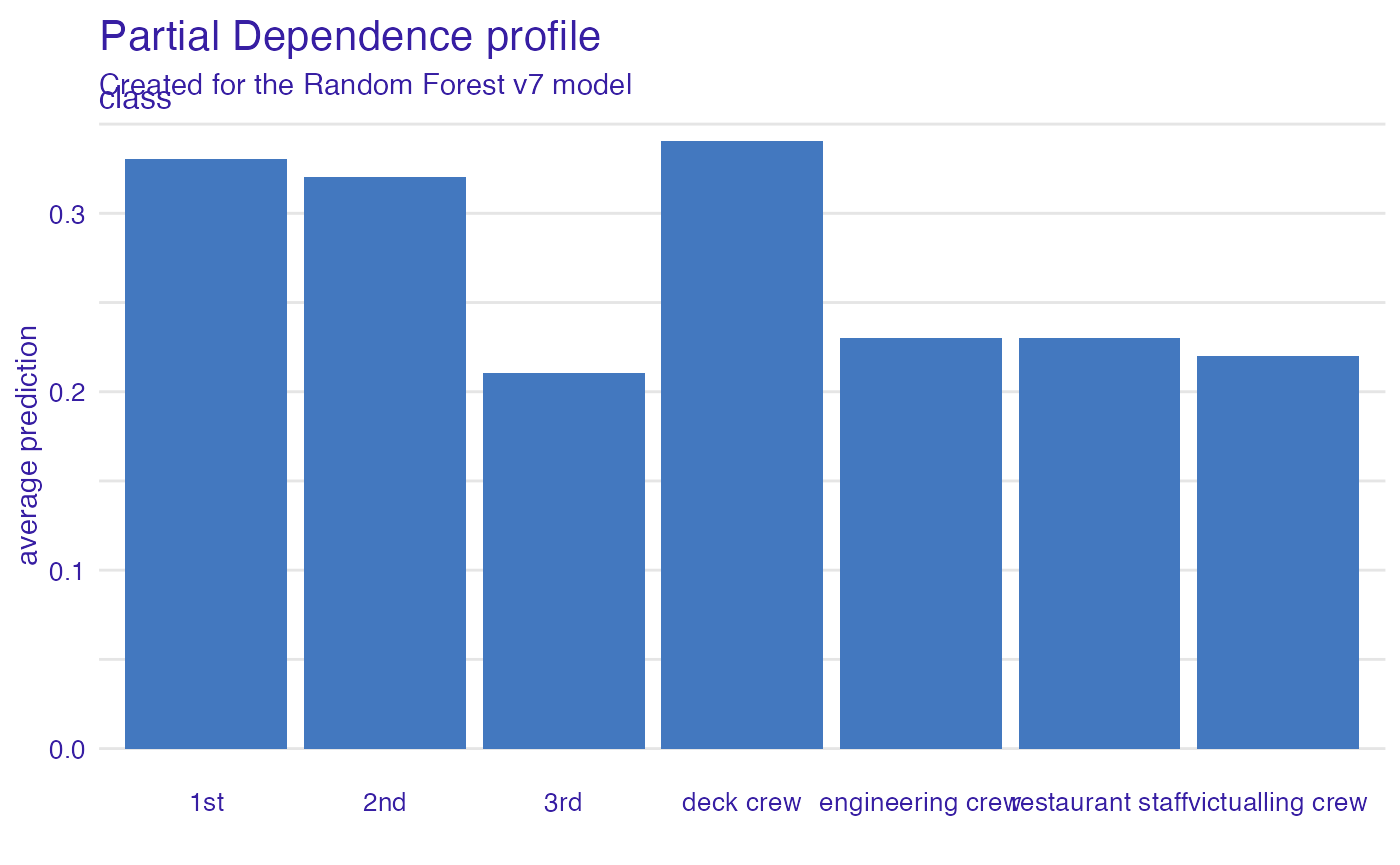 Partial Dependence profile
Created for the Random Forest v7 model
class
average prediction
0.3
0.2
0.1
0.0
1st 2nd 3rd deck crew engineering crew restaurant staff victualling crew